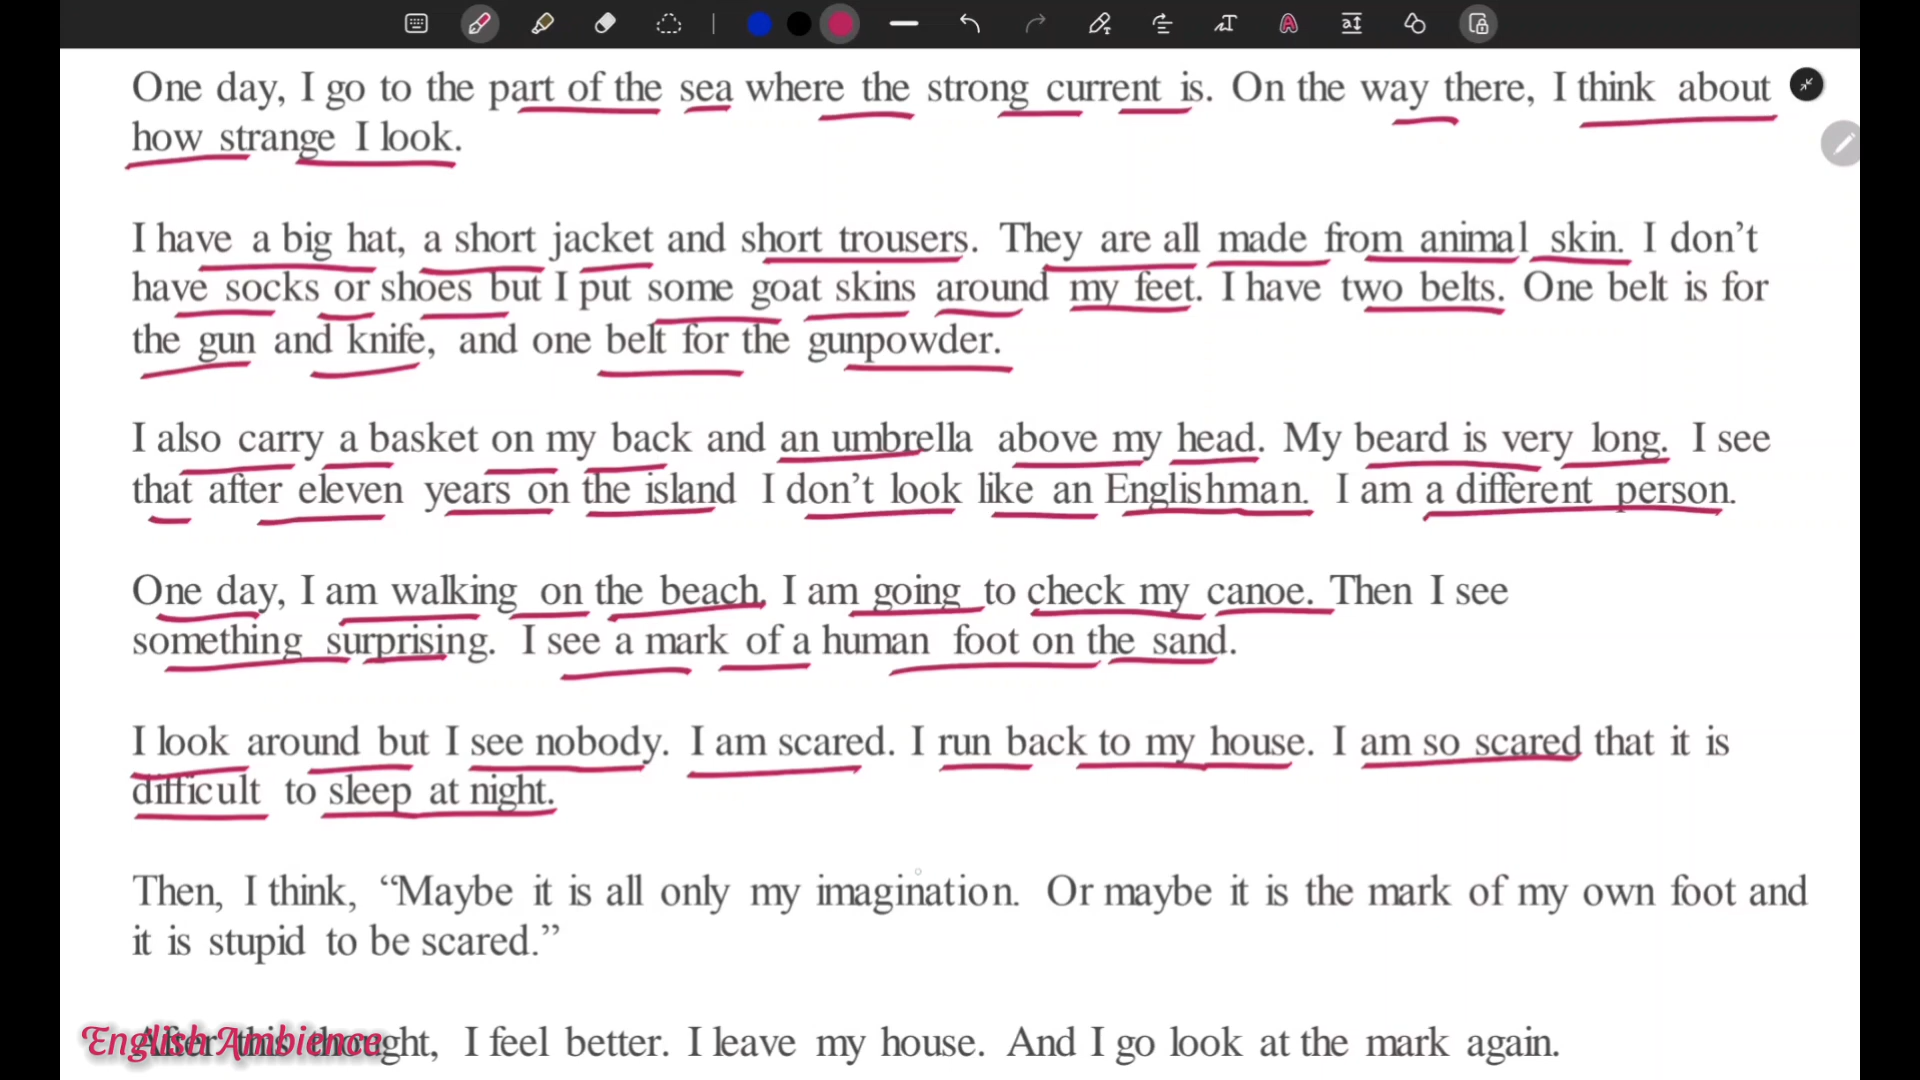 One day, I go to the part of the sea where the strong current is. On the way there, I think about
how strange I look.
I have a big hat, a short jacket and short trousers. They are all made from animal skin. I don’t
have socks or shoes but I put some goat skins around my feet. I have two belts. One belt is for
the gun and knife, and one belt for the gunpowder.
I also carry a basket on my back and an umbrella above my head. My beard is very long. I see
that after eleven years on the island I don’t look like an Englishman. I am a different person.
One day, I am walking on the beach. I am going to check my canoe. Then I see
something surprising. I see a mark of a human foot on the sand.
I look around but I see nobody. I am scared. I run back to my house. I am so scared that it is
difficult to sleep at night.
Then, I think, “Maybe it is all only my imagination. Or maybe it is the mark of my own foot and
it is stupid to be scared.”
After this thought, I feel better. I leave my house. And I go look at the mark again.
English Ambience